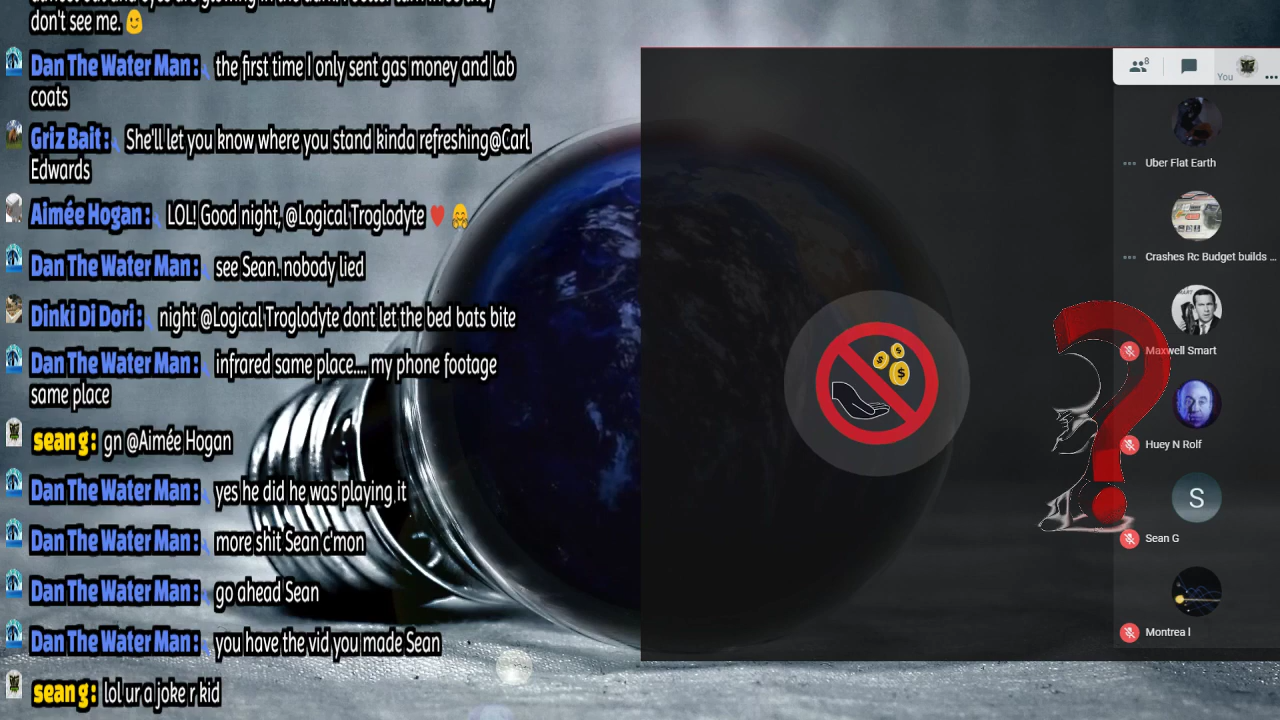 don't see me.
Dan The Water Man : the first time I only sent gas money and lab
coats
Griz Bait : She'll let you know where you stand kinda refreshing@Carl
Edwards
Aimée Hogan : LOL! Good night, @Logical Troglodyte
Dan The Water Man : see Sean. nobody lied
Dinki Di Dori : night @Logical Troglodyte dont let the bed bats bite
Dan The Water Man : infrared same place.... my phone footage
same place
sean g : gn @Aimée Hogan
Dan The Water Man : yes he did he was playing it
Dan The Water Man : more shit Sean c'mon
Dan The Water Man : go ahead Sean
Dan The Water Man : you have the vid you made Sean
sean g : lol ur a joke r kid
8
You
Uber Flat Earth
Crashes Rc Budget builds ...
Maxwell Smart
Huey N Rolf
S
Sean G
Montrea l